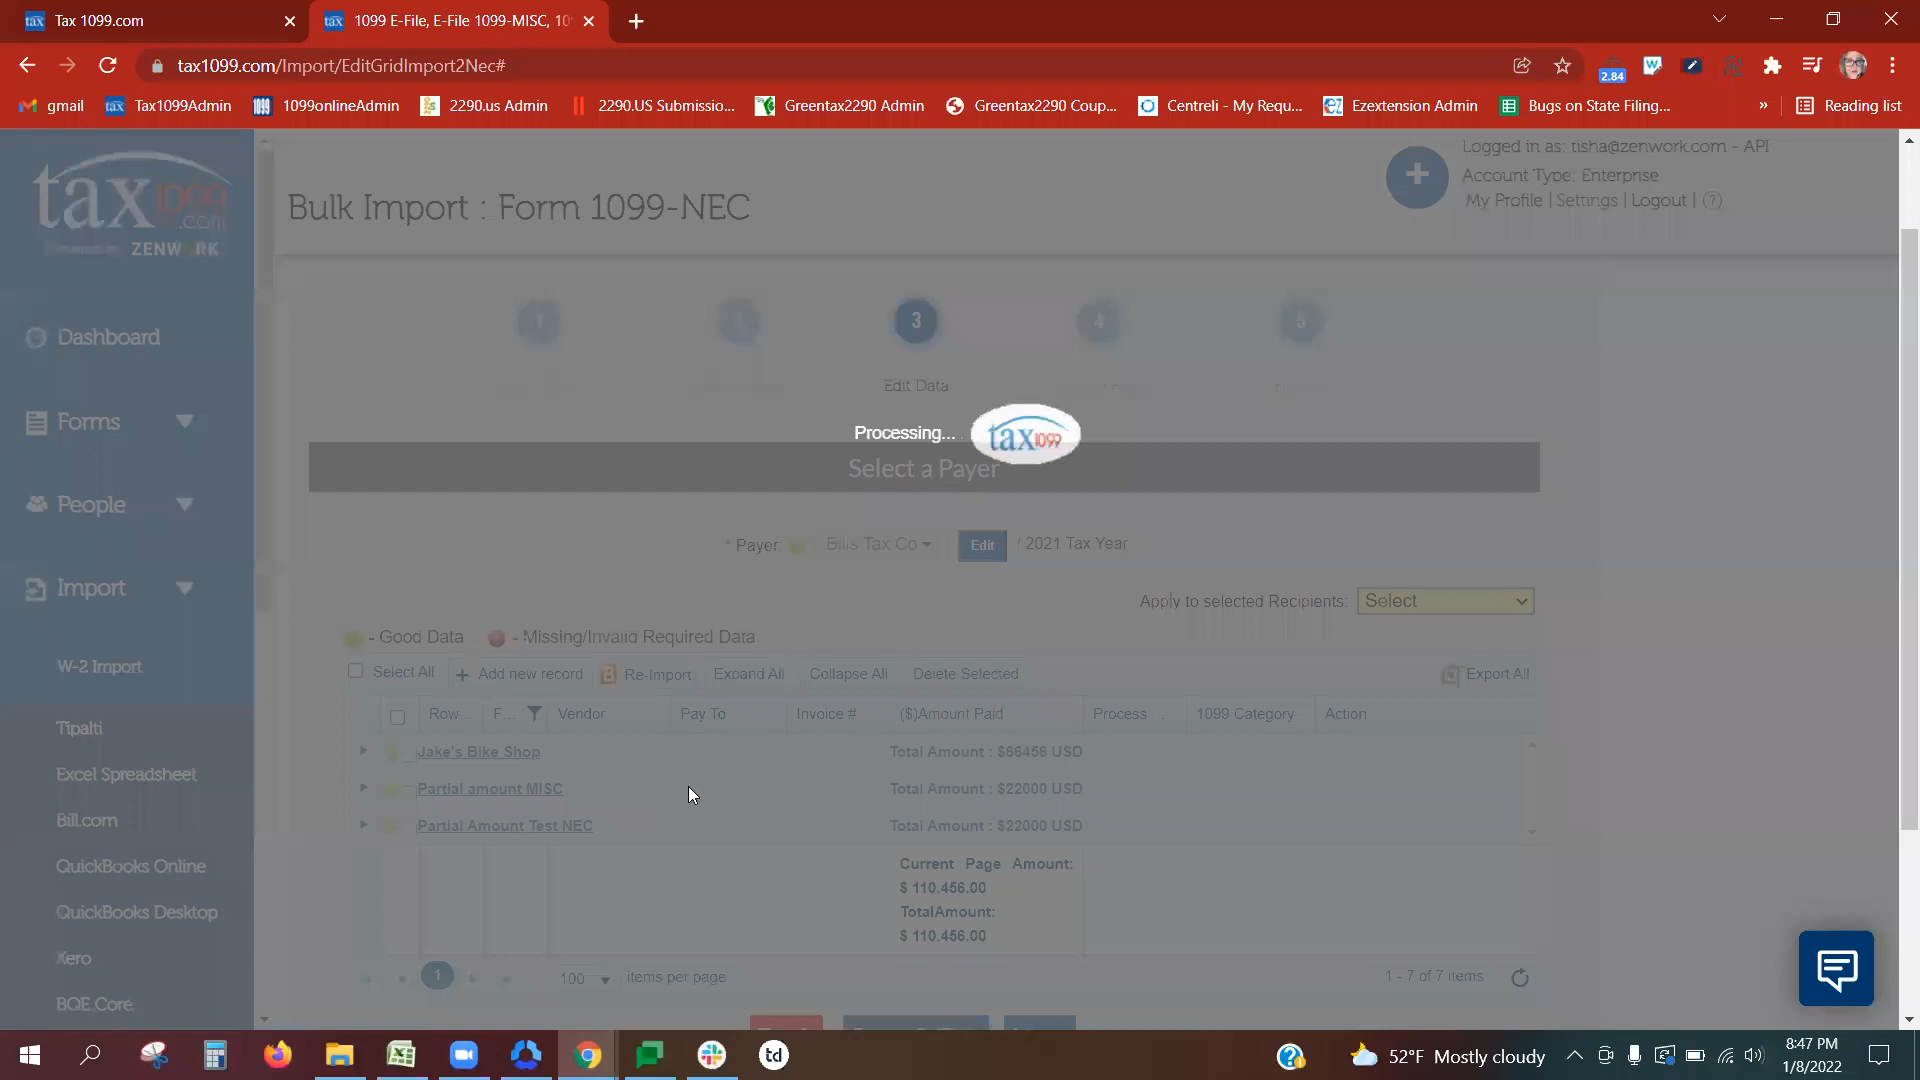 Tax 1099.com
1099 E-File, E-File 1099-MISC, 10
tax1099.com/Import/EditGridImport2Nec#
2.84
gmail
Tax1099Admin
1099onlineAdmin
2290.us Admin
2290.US Submissio...
Greentax2290 Admin
Greentax2290 Coup...
Centreli - My Requ...
Ezextension Admin
Bugs on State Filing...
»
Reading list
tax1099
.com
ZENWORK
Bulk Import : Form 1099-NEC
Logged in as: tisha@zenwork.com - API
Account Type: Enterprise
My Profile | Settings | Logout | (?)
Dashboard
Forms
People
Import
W-2 Import
Tipalti
Excel Spreadsheet
Bill.com
QuickBooks Online
QuickBooks Desktop
Xero
BQE Core
1
3
4
5
Edit Data
Processing...
tax1099
Select a Payer
* Payer:
Bills Tax Co
Edit
/ 2021 Tax Year
Apply to selected Recipients:
Select
- Good Data
- Missing/Invalid Required Data
Select All
+ Add new record
Re-Import
Expand All
Collapse All
Delete Selected
Export All
Row...
F...
Vendor
Pay To
Invoice #
($)Amount Paid
Process ...
1099 Category
Action
Jake's Bike Shop
Total Amount : $66456 USD
Partial amount MISC
Total Amount : $22000 USD
Partial Amount Test NEC
Total Amount : $22000 USD
Current Page Amount:
$ 110,456.00
TotalAmount:
$ 110,456.00
1
100
items per page
1 - 7 of 7 items
td
52°F Mostly cloudy
8:47 PM
1/8/2022